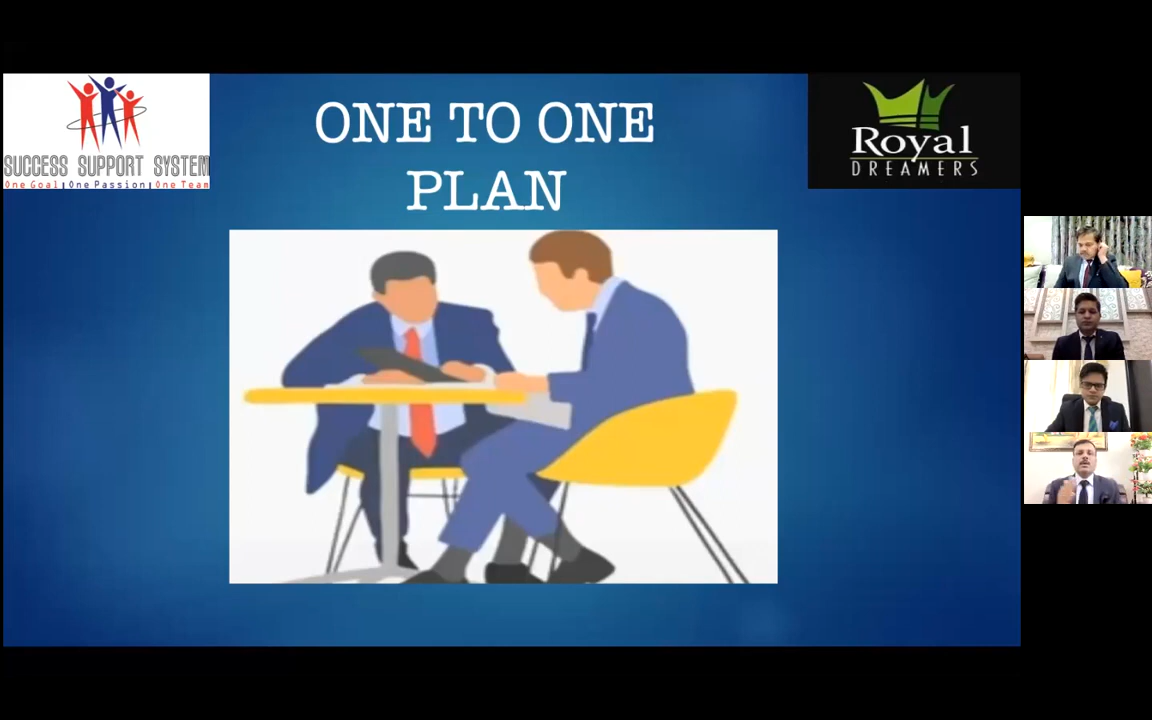 SUCCESS SUPPORT SYSTEM
One Goal | One Passion | One Team
ONE TO ONE
PLAN
Royal
DREAMERS